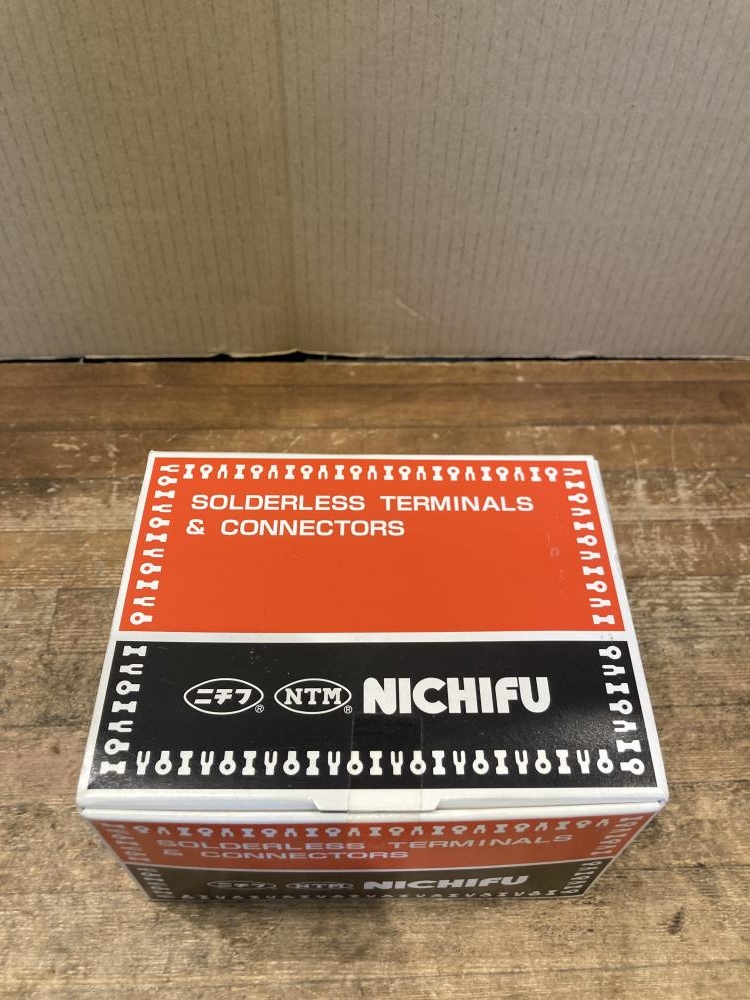 SOLDERLESS TERMINALS
& CONNECTORS
ニチフ ® NTM ® NICHIFU
SOLDERLESS TERMINALS
& CONNECTORS
ニチフ NTM NICHIFU